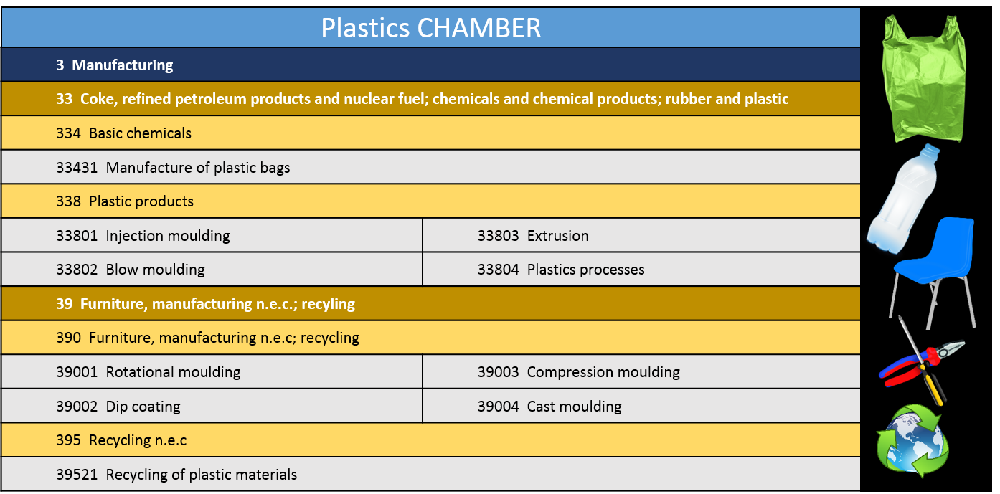 Plastics CHAMBER
3 Manufacturing
33 Coke, refined petroleum products and nuclear fuel; chemicals and chemical products; rubber and plastic
334 Basic chemicals
33431 Manufacture of plastic bags
338 Plastic products
33801 Injection moulding
33803 Extrusion
33802 Blow moulding
33804 Plastics processes
39 Furniture, manufacturing n.e.c.; recyling
390 Furniture, manufacturing n.e.c; recycling
39001 Rotational moulding
39003 Compression moulding
39002 Dip coating
39004 Cast moulding
395 Recycling n.e.c
39521 Recycling of plastic materials